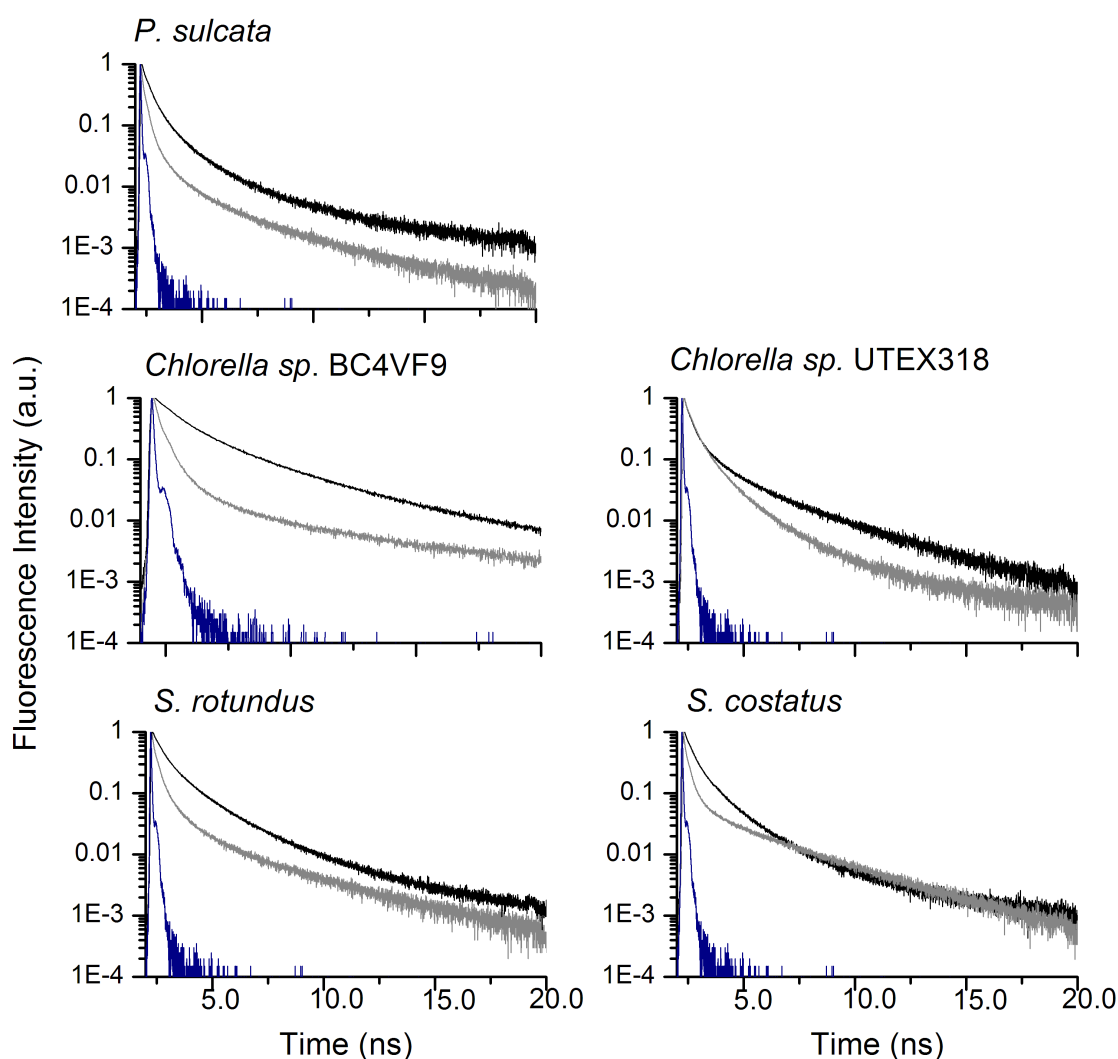 P. sulcata
1
0.1
0.01
1E-3
1E-4
Fluorescence Intensity (a.u.)
Chlorella sp. BC4VF9
1
0.1
0.01
1E-3
1E-4
Chlorella sp. UTEX318
1
0.1
0.01
1E-3
1E-4
S. rotundus
1
0.1
0.01
1E-3
1E-4
5.0 10.0 15.0 20.0
Time (ns)
S. costatus
1
0.1
0.01
1E-3
1E-4
5.0 10.0 15.0 20.0
Time (ns)